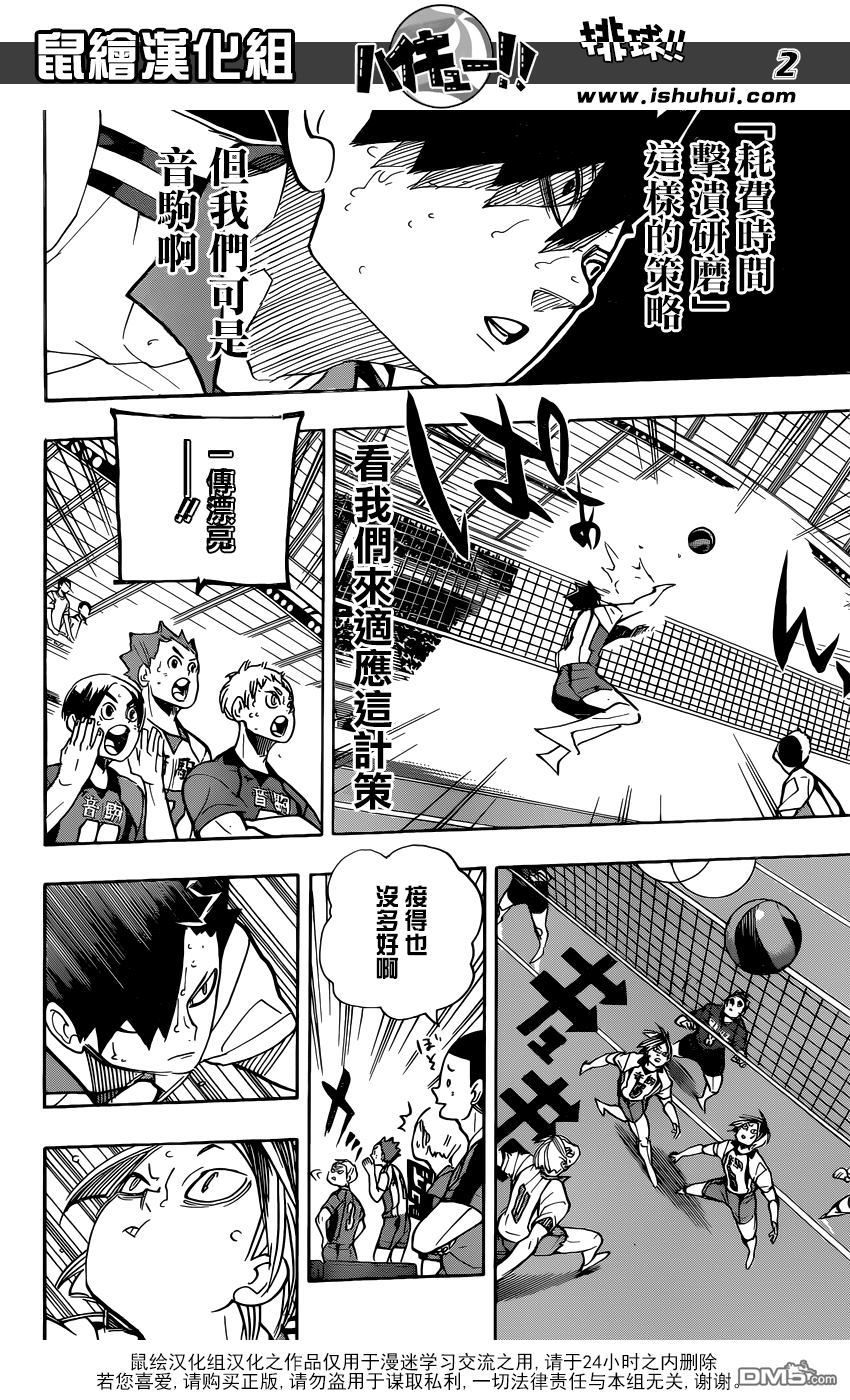 鼠繪漢化組
ハイキュー!!
排球!!
2
www.ishuhui.com
『耗費時間
擊潰研磨』
這樣的策略
但我們可是
音駒啊
看我們來適應這計策
一傳漂亮
——!!
音駒
音駒
接得也
沒多好啊
鼠绘汉化组汉化之作品仅用于漫迷学习交流之用,请于24小时之内删除
若您喜爱,请购买正版,请勿用于谋取私利,一切法律责任与本组无关,谢谢。